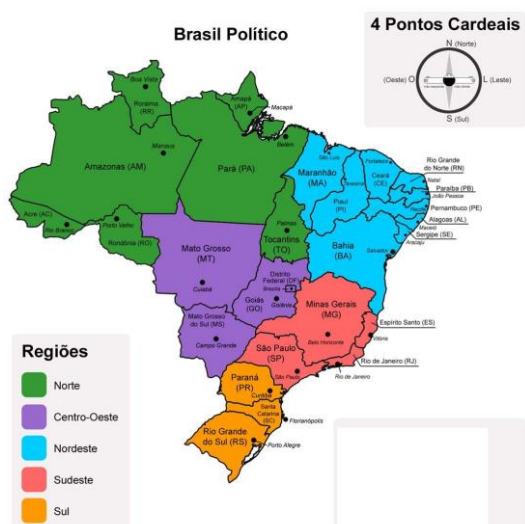 Brasil Político
4 Pontos Cardeais
N (Norte)
(Oeste) O
L (Leste)
S (Sul)
Boa Vista
Roraima
(RR)
Amapá
(AP)
Macapá
Manaus
Belém
Amazonas (AM)
Pará (PA)
São Luís
Maranhão
(MA)
Teresina
Fortaleza
Ceará
(CE)
Rio Grande
do Norte (RN)
Natal
Paraíba (PB)
João Pessoa
Pernambuco (PE)
Recife
Alagoas (AL)
Maceió
Sergipe (SE)
Aracaju
Piauí
(PI)
Acre (AC)
Rio Branco
Porto Velho
Rondônia (RO)
Palmas
Tocantins
(TO)
Bahia
(BA)
Salvador
Mato Grosso
(MT)
Cuiabá
Distrito
Federal (DF)
Brasília
Goiás
(GO)
Goiânia
Minas Gerais
(MG)
Belo Horizonte
Espírito Santo (ES)
Vitória
Mato Grosso
do Sul (MS)
Campo Grande
São Paulo
(SP)
São Paulo
Rio de Janeiro (RJ)
Rio de Janeiro
Paraná
(PR)
Curitiba
Santa
Catarina (SC)
Florianópolis
Rio Grande
do Sul (RS)
Porto Alegre
Regiões
Norte
Centro-Oeste
Nordeste
Sudeste
Sul